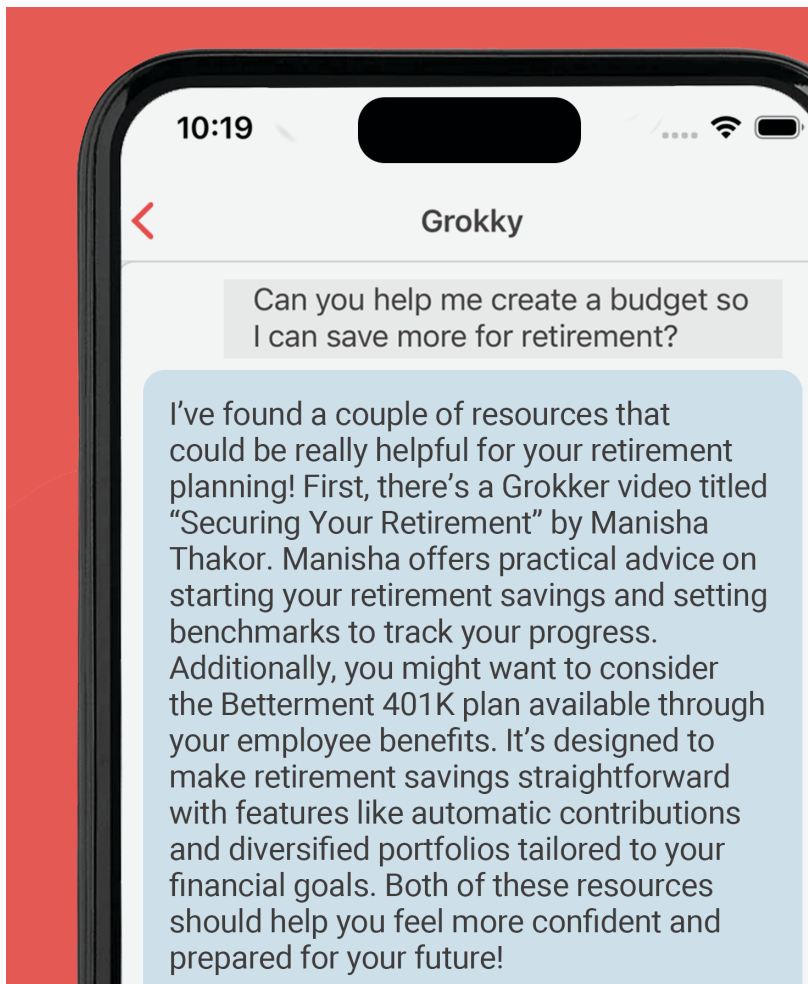 10:19
Grokky
Can you help me create a budget so
I can save more for retirement?
I’ve found a couple of resources that
could be really helpful for your retirement
planning! First, there’s a Grokker video titled
“Securing Your Retirement” by Manisha
Thakor. Manisha offers practical advice on
starting your retirement savings and setting
benchmarks to track your progress.
Additionally, you might want to consider
the Betterment 401K plan available through
your employee benefits. It’s designed to
make retirement savings straightforward
with features like automatic contributions
and diversified portfolios tailored to your
financial goals. Both of these resources
should help you feel more confident and
prepared for your future!